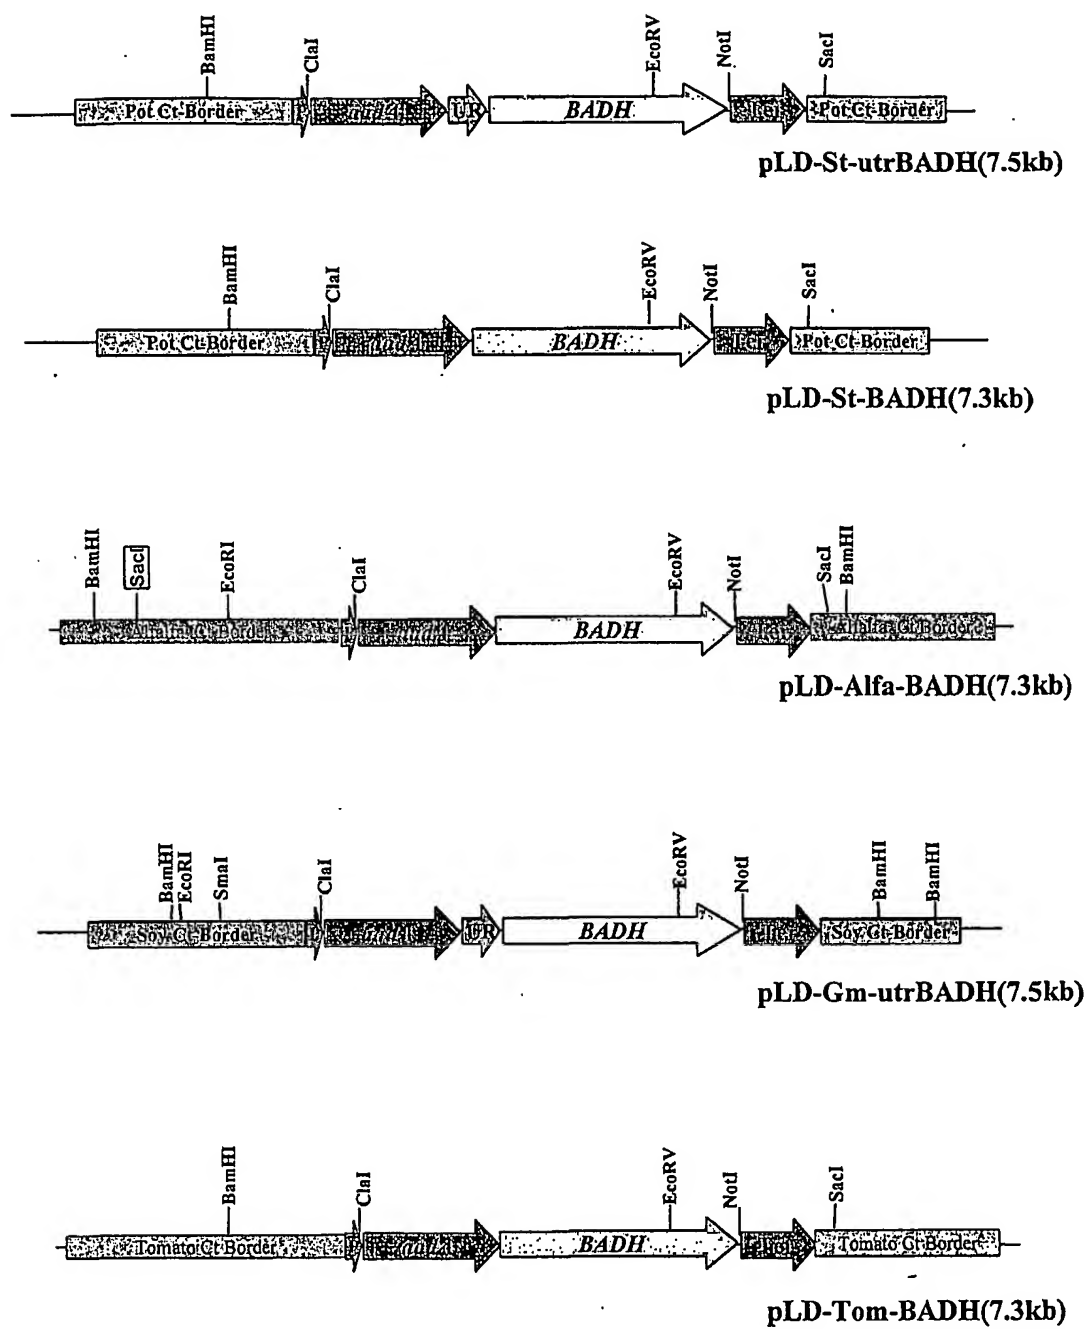 BamHI ClaI EcoRV NotI SacI
Pot Ct-Border UR BADH Pot Ct-Border
pLD-St-utrBADH(7.5kb)
BamHI ClaI EcoRV NotI SacI
Pot Ct-Border BADH Pot Ct-Border
pLD-St-BADH(7.3kb)
BamHI SacI EcoRI ClaI EcoRV NotI SacI BamHI
Alfalfa Ct-Border BADH Alfalfa Ct-Border
pLD-Alfa-BADH(7.3kb)
BamHI EcoRI SmaI ClaI EcoRV NotI BamHI BamHI
Soy Ct-Border UR BADH Soy Ct-Border
pLD-Gm-utrBADH(7.5kb)
BamHI ClaI EcoRV NotI SacI
Tomato Ct Border BADH Tomato Ct Border
pLD-Tom-BADH(7.3kb)